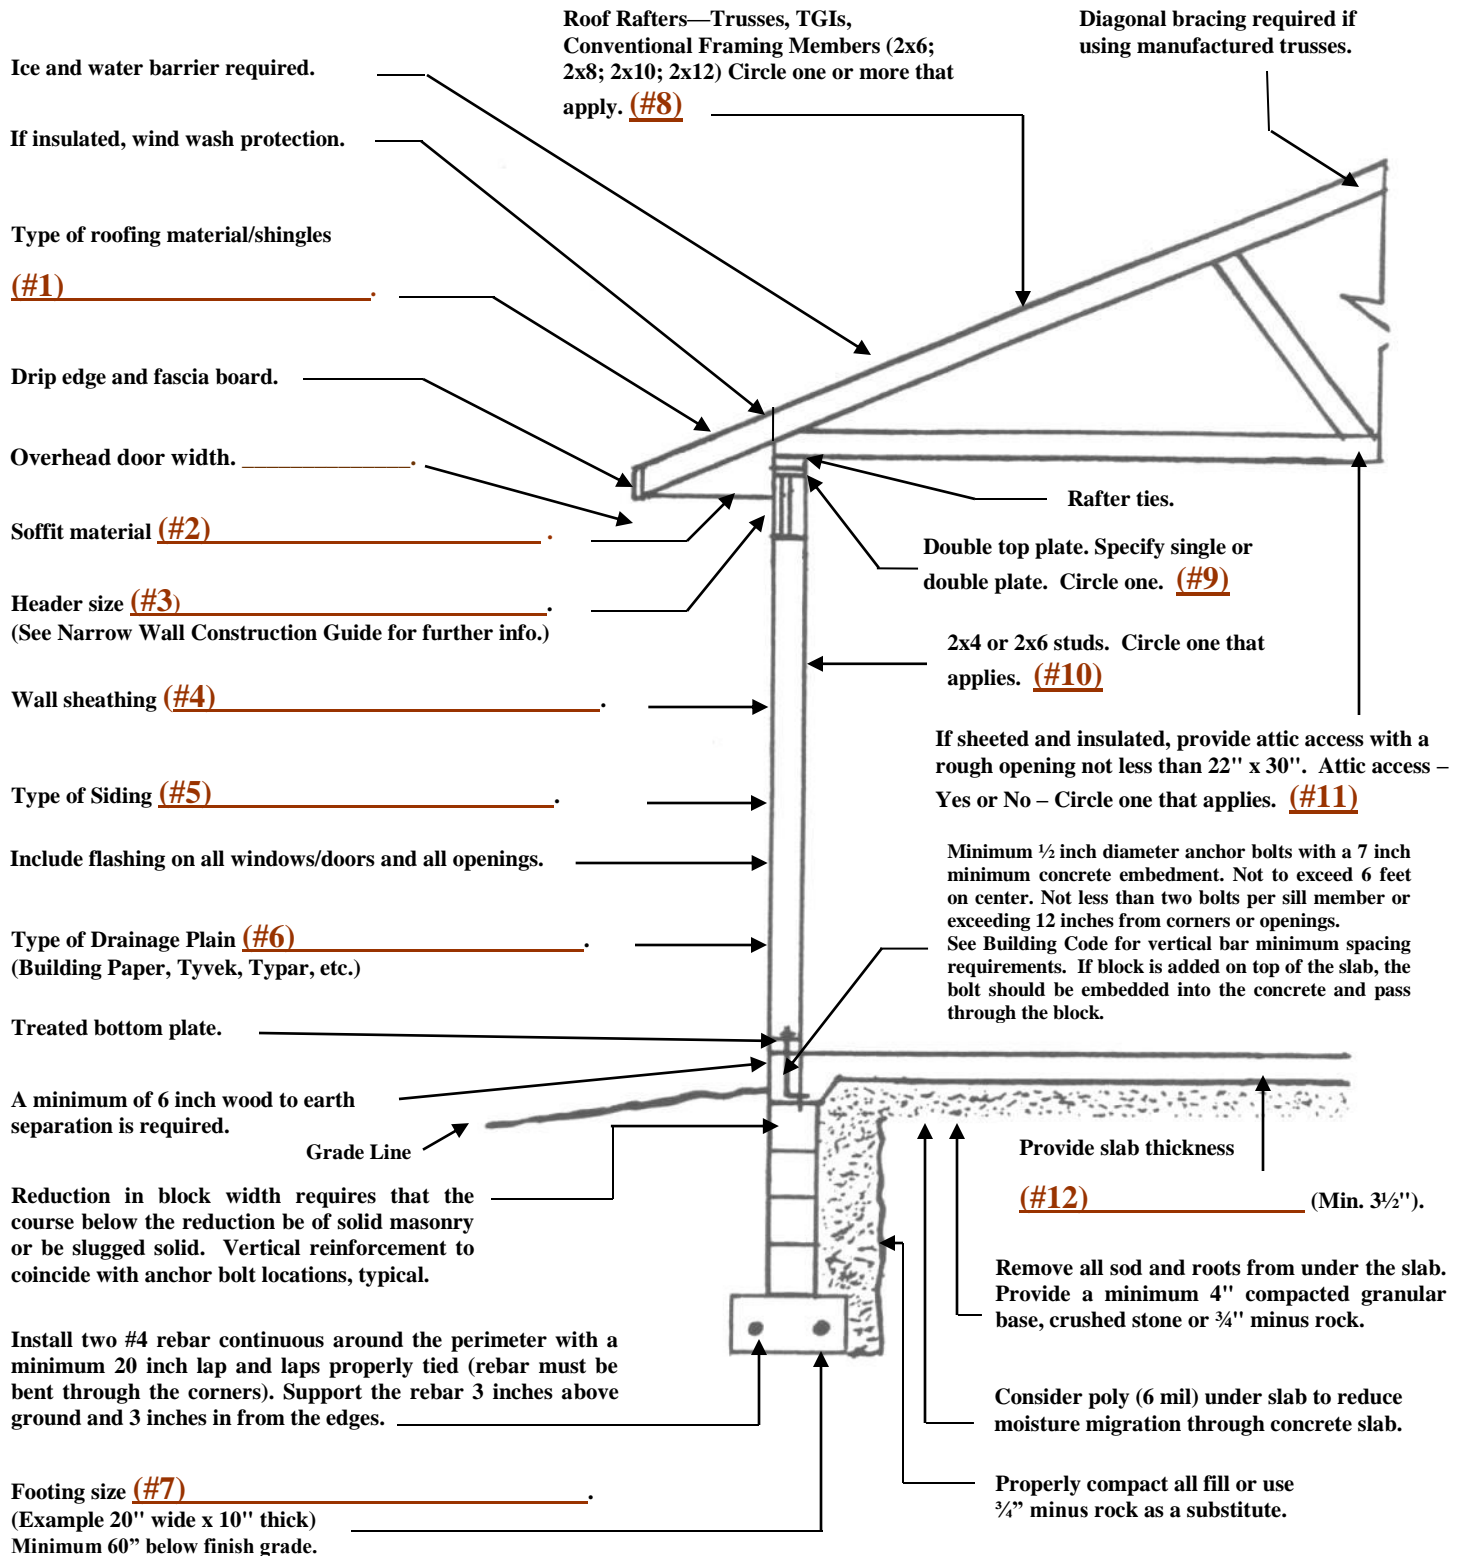 Roof Rafters—Trusses, TGIs,
Conventional Framing Members (2x6;
2x8; 2x10; 2x12) Circle one or more that
apply. (#8)
Diagonal bracing required if
using manufactured trusses.
Ice and water barrier required.
If insulated, wind wash protection.
Type of roofing material/shingles
(#1)______________________________.
Drip edge and fascia board.
Overhead door width. ______________.
Soffit material (#2)___________________________ .
Header size (#3)______________________________.
(See Narrow Wall Construction Guide for further info.)
Wall sheathing (#4)________________________________.
Type of Siding (#5)____________________________.
Include flashing on all windows/doors and all openings.
Type of Drainage Plain (#6)________________________.
(Building Paper, Tyvek, Typar, etc.)
Treated bottom plate.
A minimum of 6 inch wood to earth
separation is required.
Grade Line
Reduction in block width requires that the
course below the reduction be of solid masonry
or be slugged solid. Vertical reinforcement to
coincide with anchor bolt locations, typical.
Install two #4 rebar continuous around the perimeter with a
minimum 20 inch lap and laps properly tied (rebar must be
bent through the corners). Support the rebar 3 inches above
ground and 3 inches in from the edges.
Footing size (#7)_________________________________.
(Example 20" wide x 10" thick)
Minimum 60” below finish grade.
Rafter ties.
Double top plate. Specify single or
double plate. Circle one. (#9)
2x4 or 2x6 studs. Circle one that
applies. (#10)
If sheeted and insulated, provide attic access with a
rough opening not less than 22" x 30". Attic access –
Yes or No – Circle one that applies. (#11)
Minimum ½ inch diameter anchor bolts with a 7 inch
minimum concrete embedment. Not to exceed 6 feet
on center. Not less than two bolts per sill member or
exceeding 12 inches from corners or openings.
See Building Code for vertical bar minimum spacing
requirements. If block is added on top of the slab, the
bolt should be embedded into the concrete and pass
through the block.
Provide slab thickness
(#12)__________________ (Min. 3½").
Remove all sod and roots from under the slab.
Provide a minimum 4" compacted granular
base, crushed stone or ¾" minus rock.
Consider poly (6 mil) under slab to reduce
moisture migration through concrete slab.
Properly compact all fill or use
¾” minus rock as a substitute.